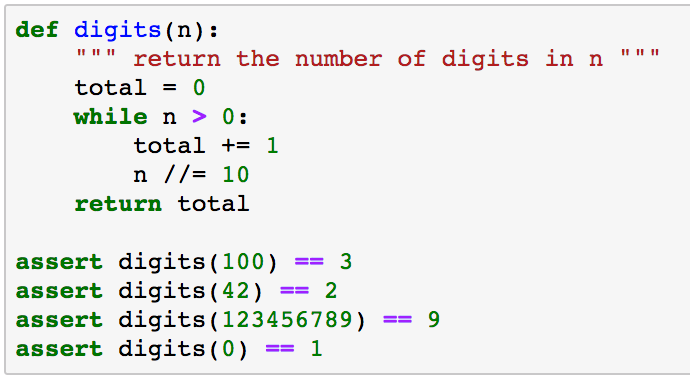 def digits(n):
    """ return the number of digits in n """
    total = 0
    while n > 0:
        total += 1
        n //= 10
    return total

assert digits(100) == 3
assert digits(42) == 2
assert digits(123456789) == 9
assert digits(0) == 1